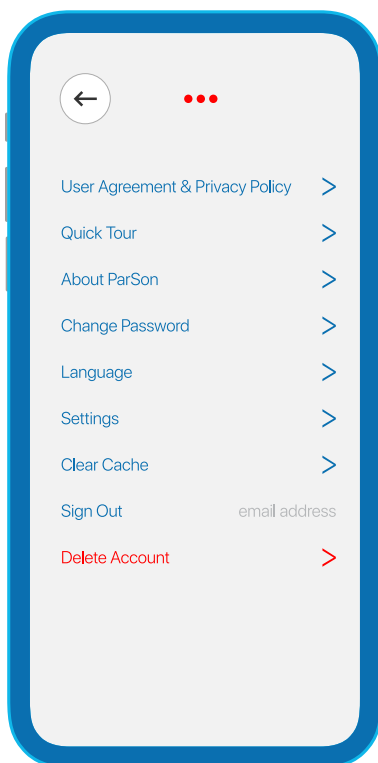 User Agreement & Privacy Policy
Quick Tour
About ParSon
Change Password
Language
Settings
Clear Cache
Sign Out email address
Delete Account